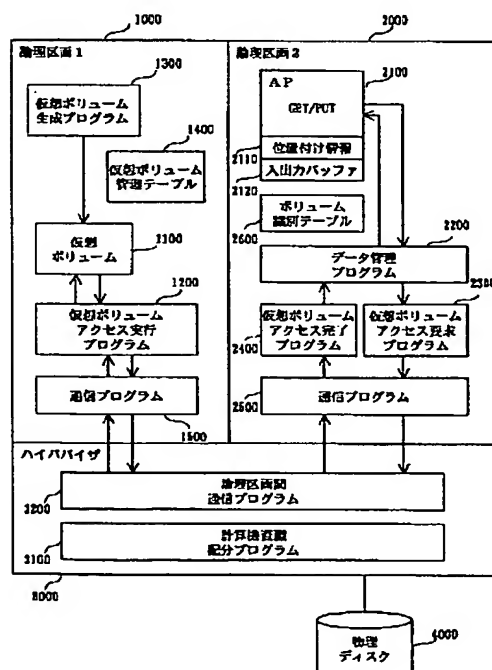 1000
2000
論理区画1
論理区画2
1300
仮想ボリューム
生成プログラム
1400
仮想ボリューム
管理テーブル
仮想
ボリューム
1100
1200
仮想ボリューム
アクセス実行
プログラム
通信プログラム
1500
AP
GET/PUT
2100
2110
位置付け情報
2120
入出力バッファ
2600
ボリューム
識別テーブル
2200
データ管理
プログラム
2300
2400
仮想ボリューム
アクセス完了
プログラム
仮想ボリューム
アクセス要求
プログラム
2500
通信プログラム
ハイパバイザ
論理区画間
通信プログラム
3200
計算機資源
配分プログラム
3100
3000
物理
ディスク
4000